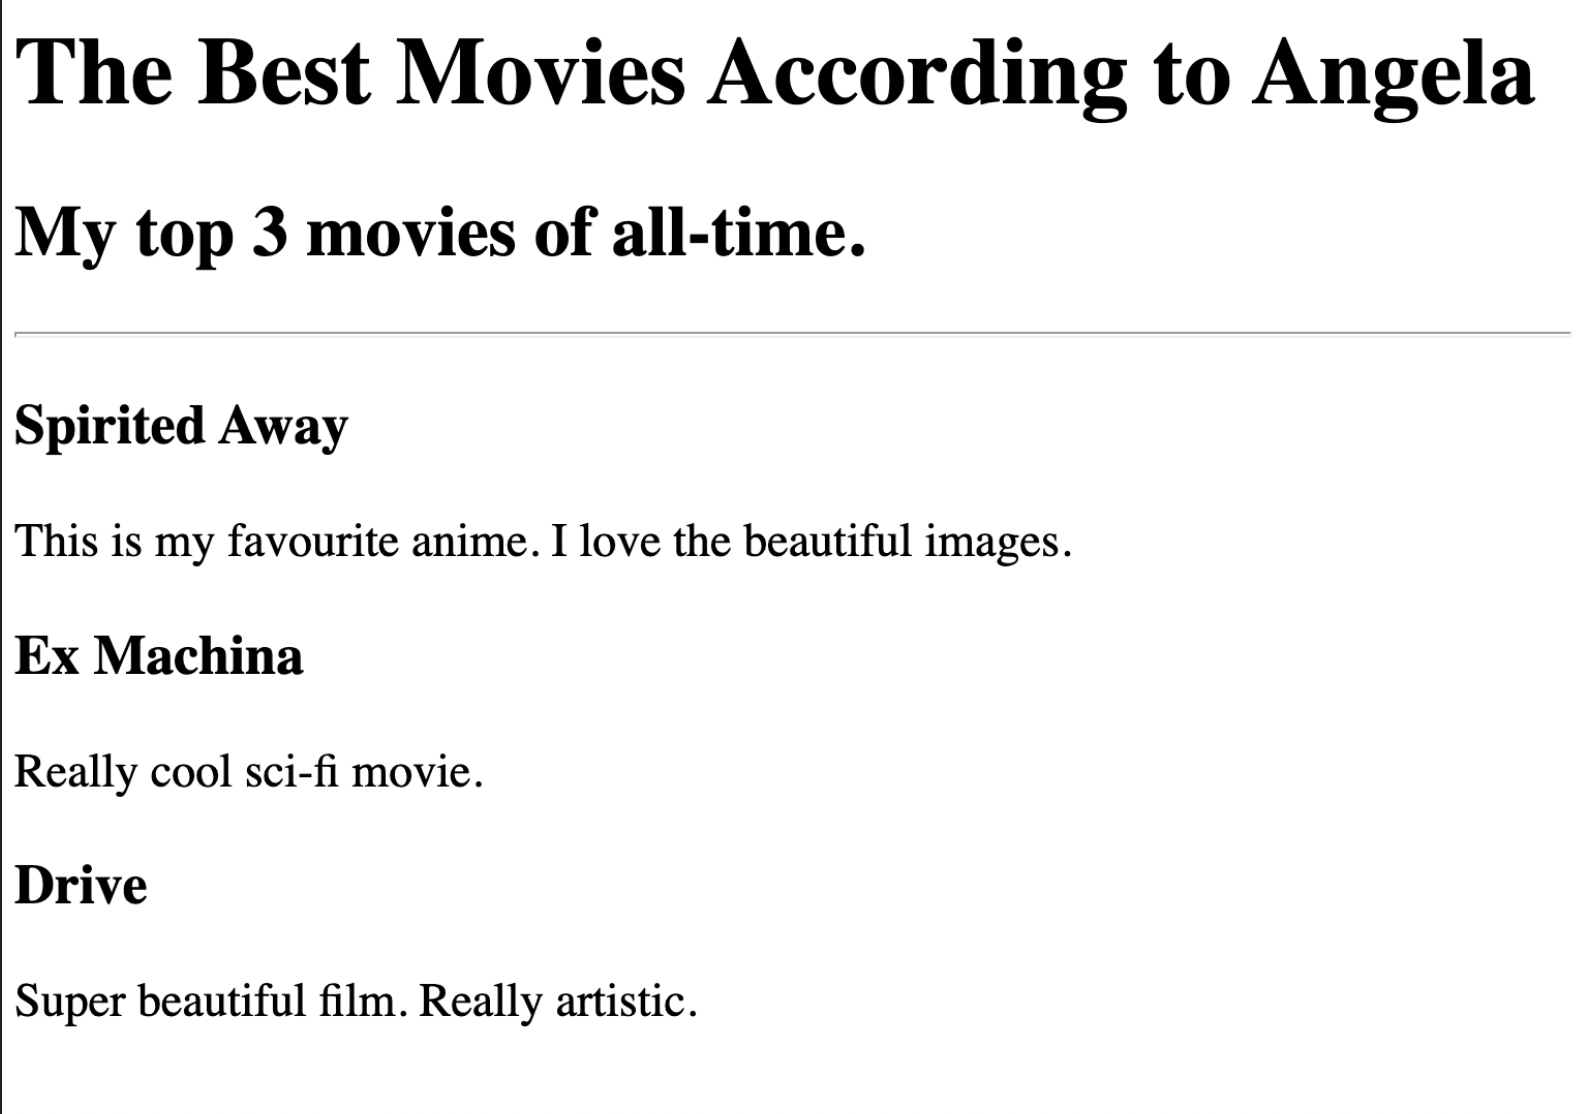 The Best Movies According to Angela
My top 3 movies of all-time.
Spirited Away
This is my favourite anime. I love the beautiful images.
Ex Machina
Really cool sci-fi movie.
Drive
Super beautiful film. Really artistic.